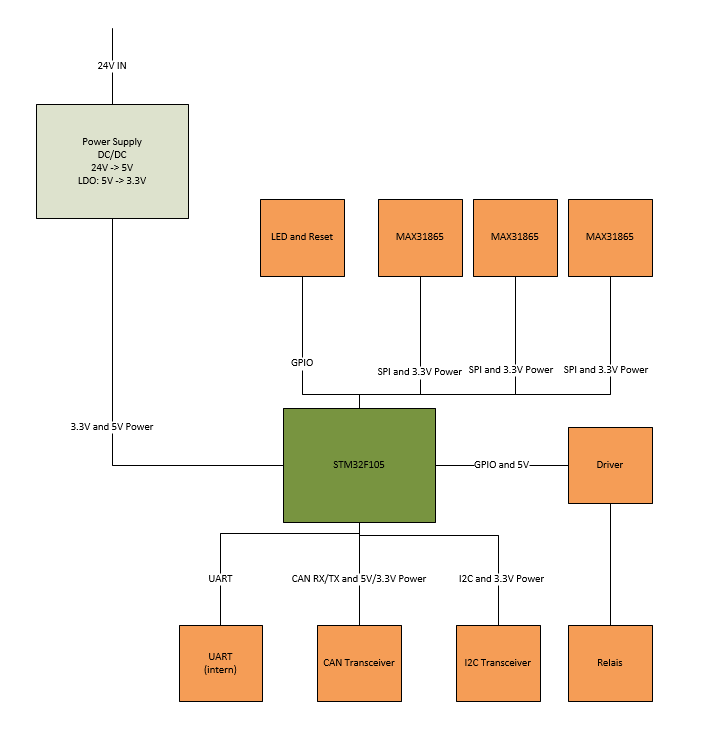 24V IN
Power Supply
DC/DC
24V -> 5V
LDO: 5V -> 3.3V
LED and Reset
MAX31865
MAX31865
MAX31865
GPIO
SPI and 3.3V Power
SPI and 3.3V Power
SPI and 3.3V Power
3.3V and 5V Power
STM32F105
GPIO and 5V
Driver
UART
CAN RX/TX and 5V/3.3V Power
I2C and 3.3V Power
UART
(intern)
CAN Transceiver
I2C Transceiver
Relais